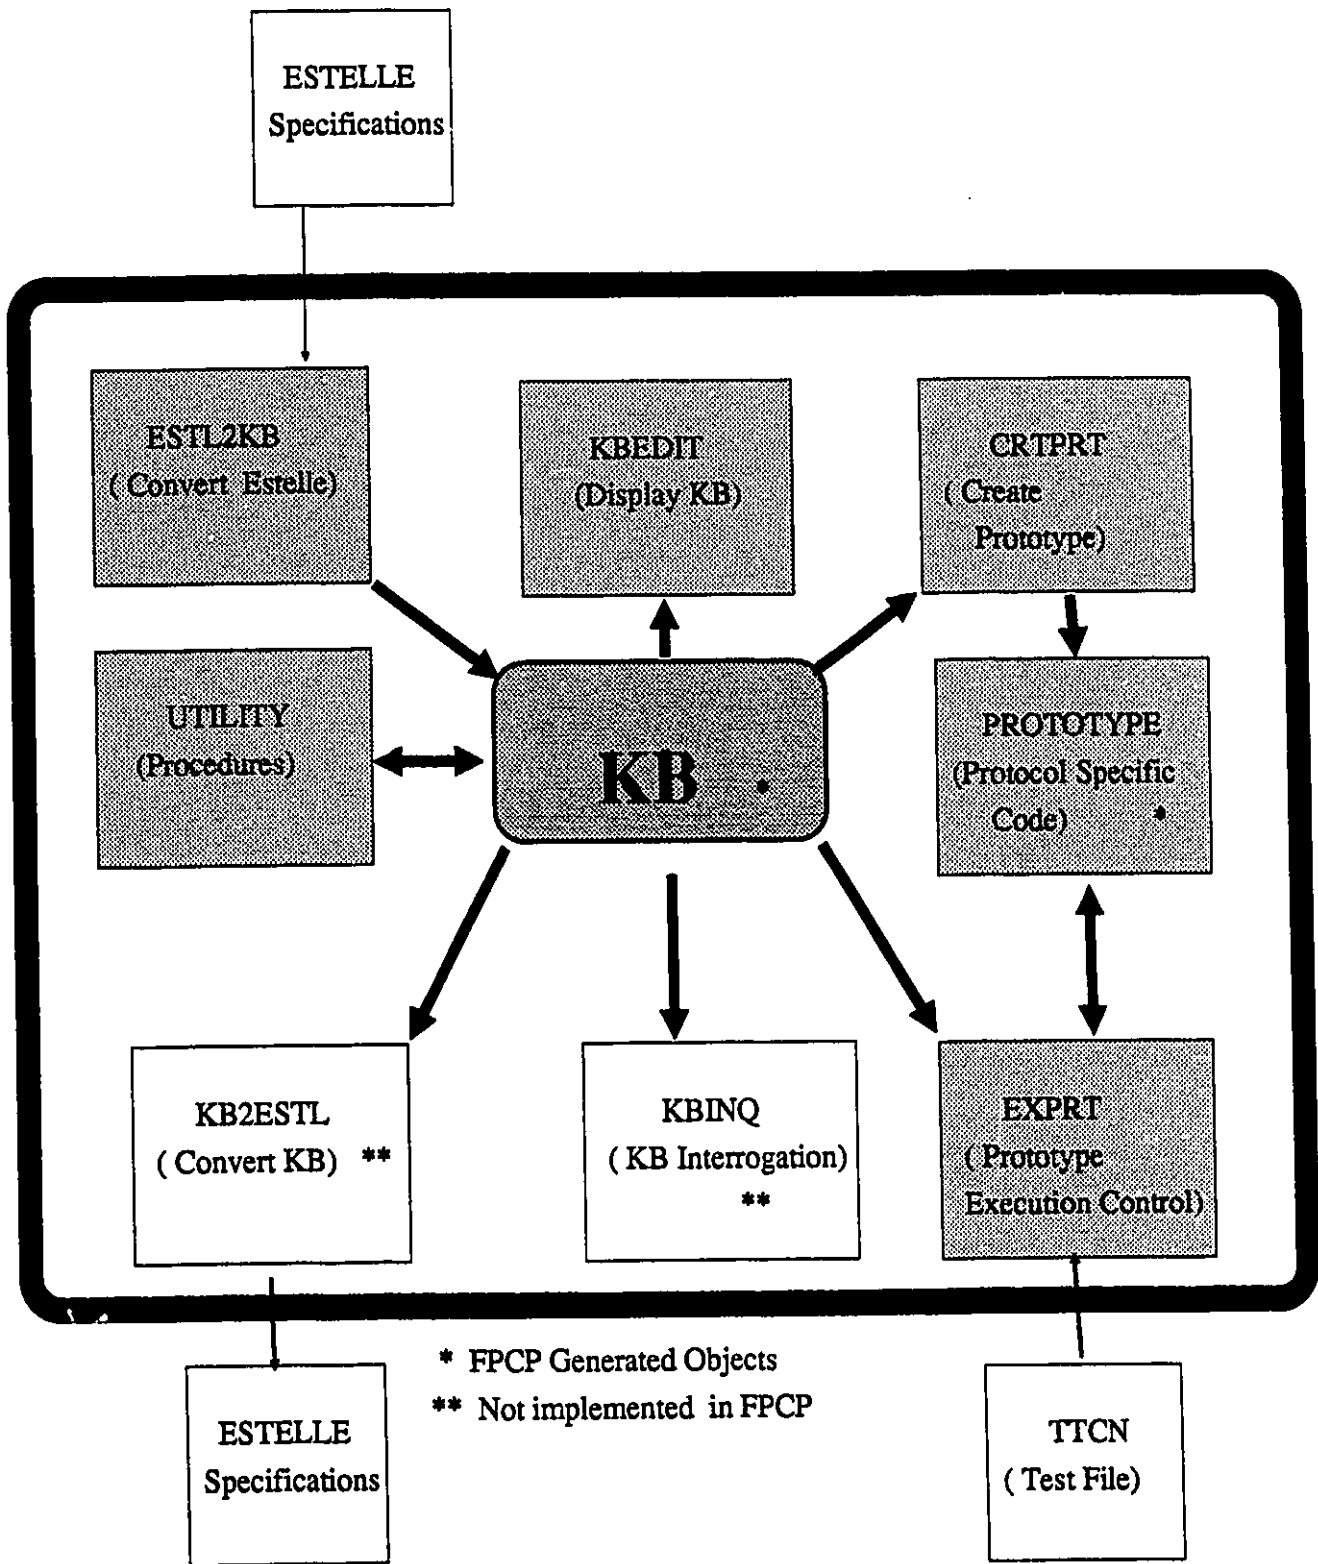 ESTELLE
Specifications
ESTL2KB
( Convert Estelle)
KBEDIT
(Display KB)
CRTPRT
( Create
Prototype)
UTILITY
(Procedures)
KB *
PROTOTYPE
(Protocol Specific
Code) *
KB2ESTL
( Convert KB) **
KBINQ
( KB Interrogation)
**
EXPRT
( Prototype
Execution Control)
* FPCP Generated Objects
** Not implemented in FPCP
ESTELLE
Specifications
TTCN
( Test File)